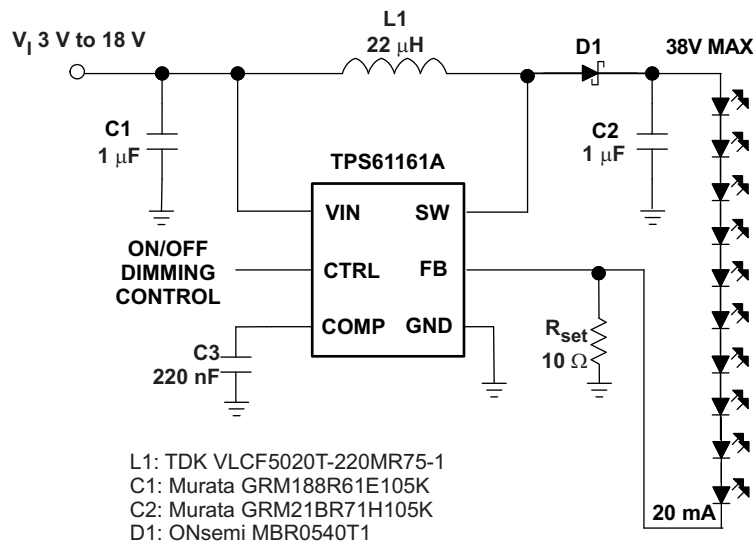 L1
22 μH
V_I 3 V to 18 V
D1
38V MAX
C1
1 μF
C2
1 μF
TPS61161A
VIN
SW
ON/OFF
DIMMING
CONTROL
CTRL
FB
COMP
GND
R_set
10 Ω
C3
220 nF
20 mA
L1: TDK VLCF5020T-220MR75-1
C1: Murata GRM188R61E105K
C2: Murata GRM21BR71H105K
D1: ONsemi MBR0540T1